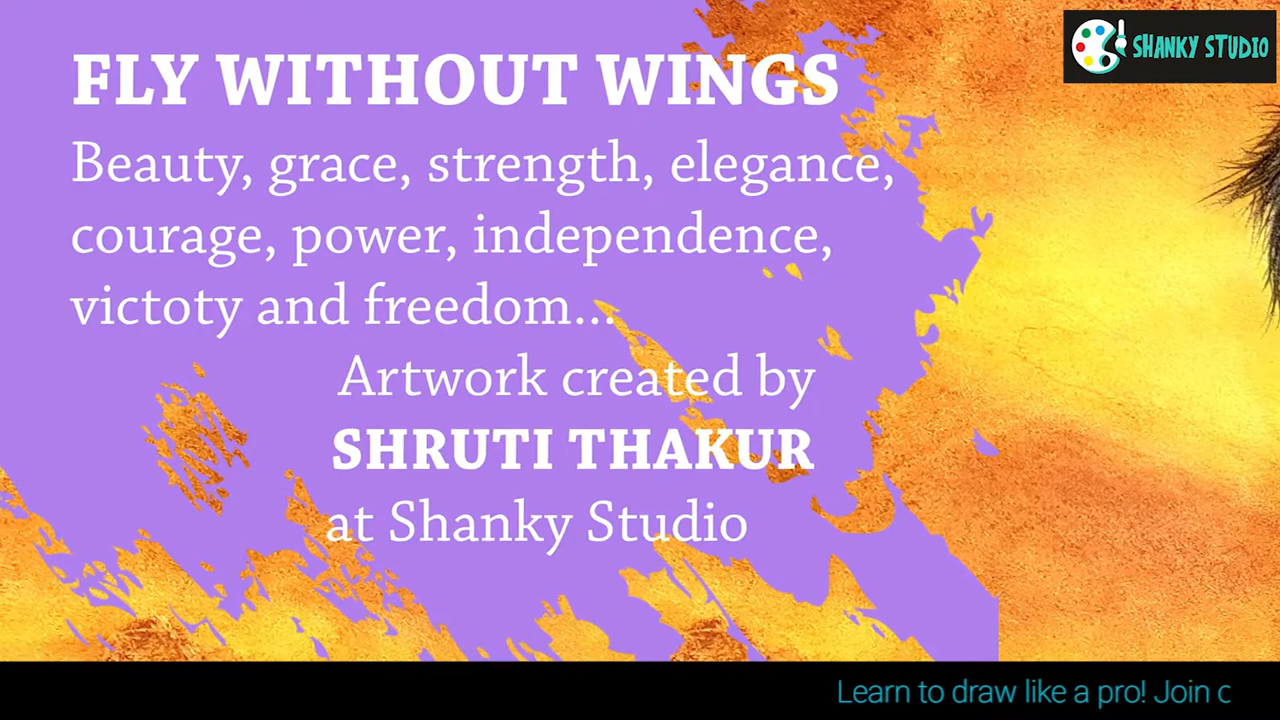 SHANKY STUDIO
FLY WITHOUT WINGS
Beauty, grace, strength, elegance,
courage, power, independence,
victoty and freedom...
Artwork created by
SHRUTI THAKUR
at Shanky Studio
Learn to draw like a pro! Join c